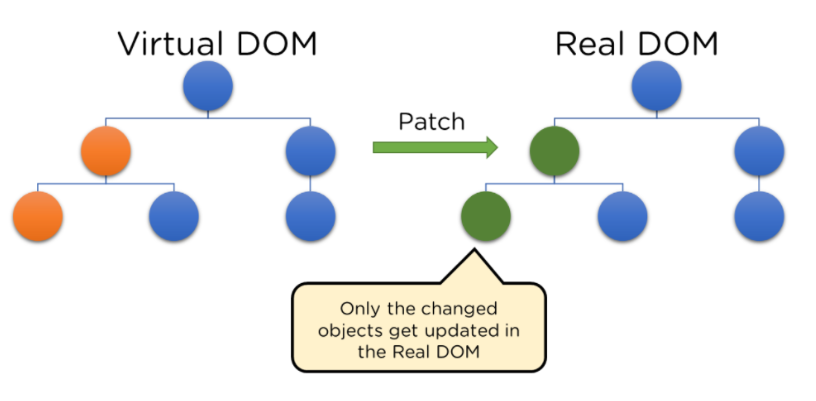 Virtual DOM
Real DOM
Patch
Only the changed
objects get updated in
the Real DOM